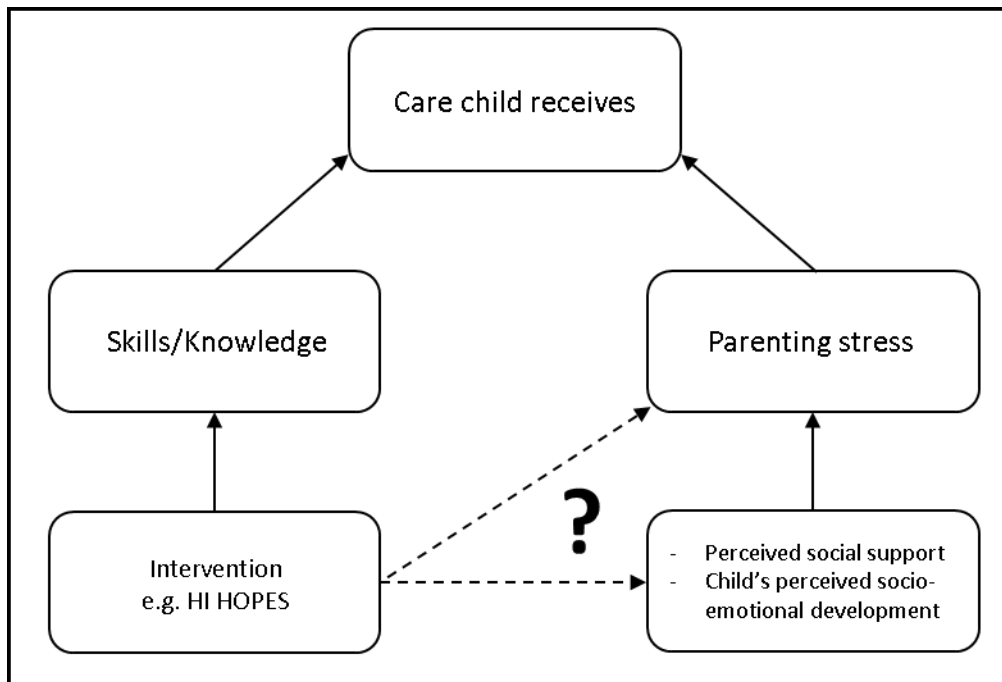 Care child receives
Skills/Knowledge
Parenting stress
?
Intervention
e.g. HI HOPES
- Perceived social support
- Child's perceived socio-
emotional development